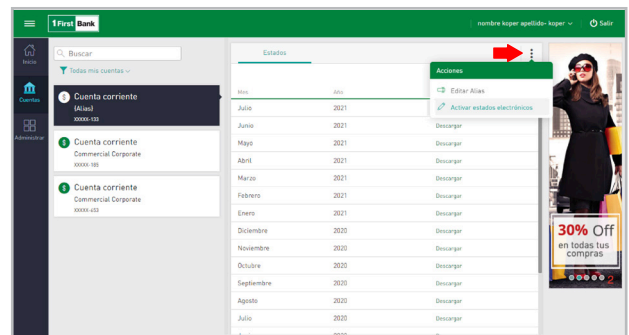 1First Bank
nombre koper apellido- koper
Salir
Inicio
Cuentas
Administrar
Buscar
Todas mis cuentas
Cuenta corriente
(Alias)
XXXXX-133
Cuenta corriente
Commercial Corporate
XXXXX-165
Cuenta corriente
Commercial Corporate
XXXXX-653
Estados
Acciones
Editar Alias
Activar estados electrónicos
Mes Año
Julio 2021
Junio 2021 Descargar
Mayo 2021 Descargar
Abril 2021 Descargar
Marzo 2021 Descargar
Febrero 2021 Descargar
Enero 2021 Descargar
Diciembre 2020 Descargar
Noviembre 2020 Descargar
Octubre 2020 Descargar
Septiembre 2020 Descargar
Agosto 2020 Descargar
Julio 2020 Descargar
30% Off
en todas tus
compras
2